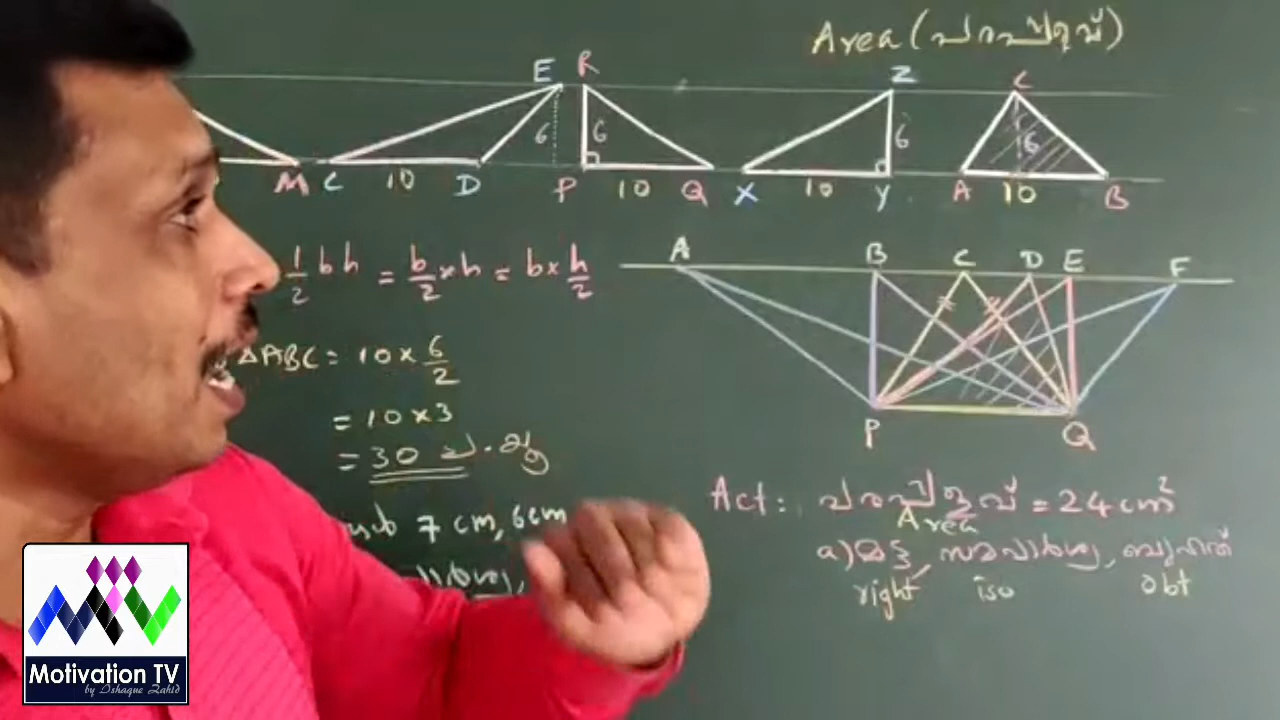 Area (പരപ്പളവ്)
E R Z C
6 6 6 6
M C 10 D P 10 Q X 10 Y A 10 B
1/2 bh = b/2 × h = b × h/2
A B C D E F
ΔABC = 10 × 6/2
= 10 × 3
= 30 ച.
P Q
7 cm, 6cm
Act: പരപ്പളവ് = 24cm²
Area
a) മട്ട, സമപാർശ്വ, ബൃഹത്
right iso obt
MTV
Motivation TV
by Ishaque Zahid